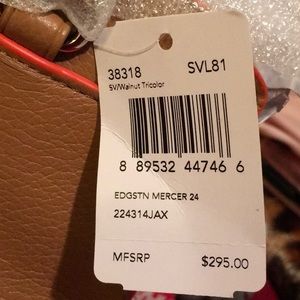 38318 SVL81
SV/Walnut Tricolor
8 89532 44746 6
EDGSTN MERCER 24
224314JAX
MFSRP $295.00